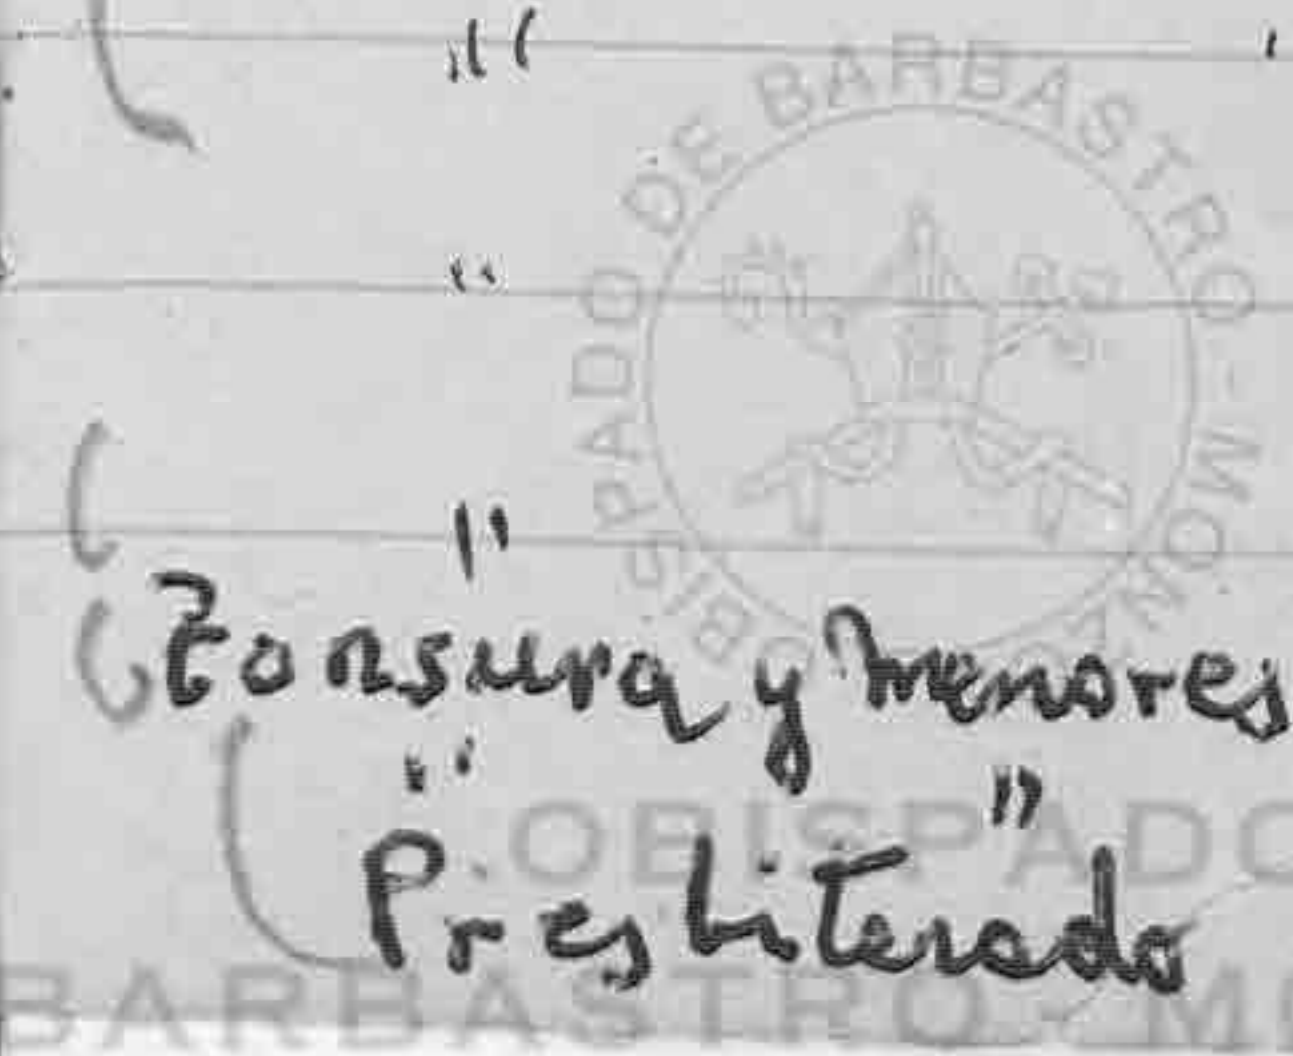 "
"
"
Tonsura y menores
" "
Presbiterado
OBISPADO DE BARBASTRO - MON
OBISPADO
BARBASTRO - M